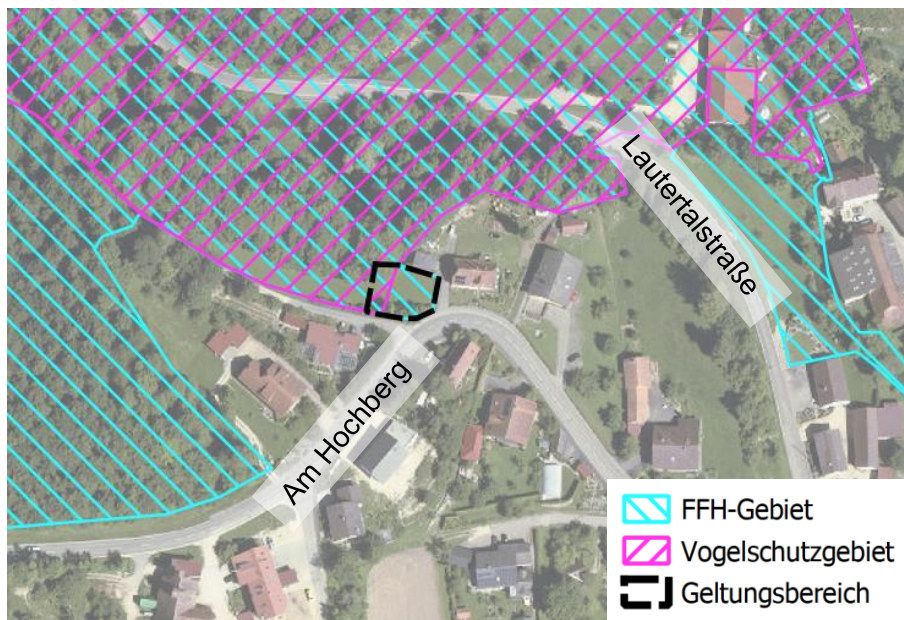 Lautertalstraße
Am Hochberg
FFH-Gebiet
Vogelschutzgebiet
Geltungsbereich